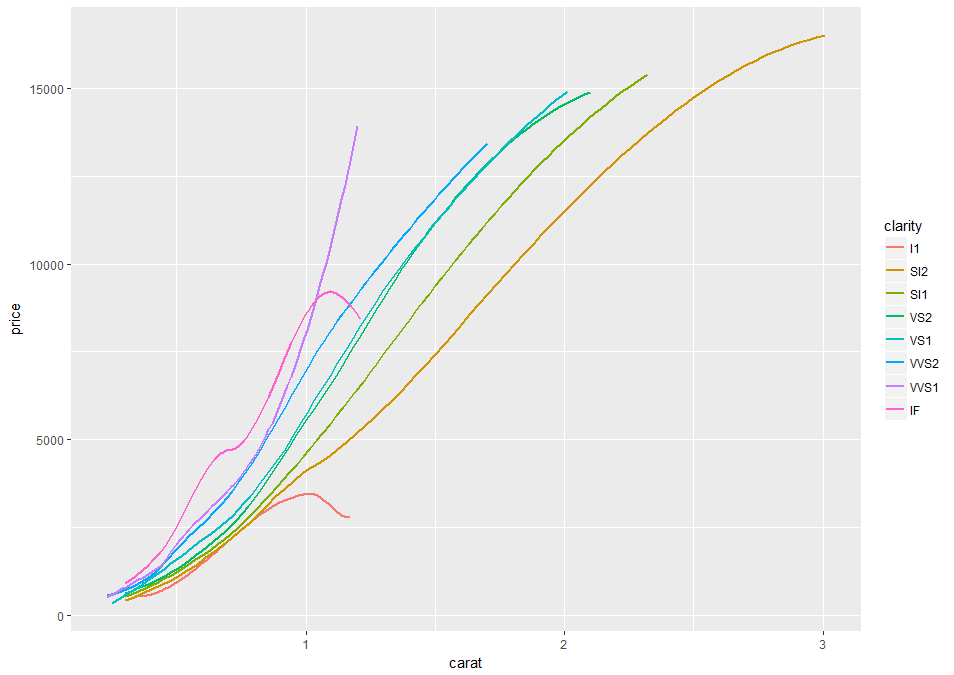 15000
10000
5000
0
price
1
2
3
carat
clarity
I1
SI2
SI1
VS2
VS1
VVS2
VVS1
IF